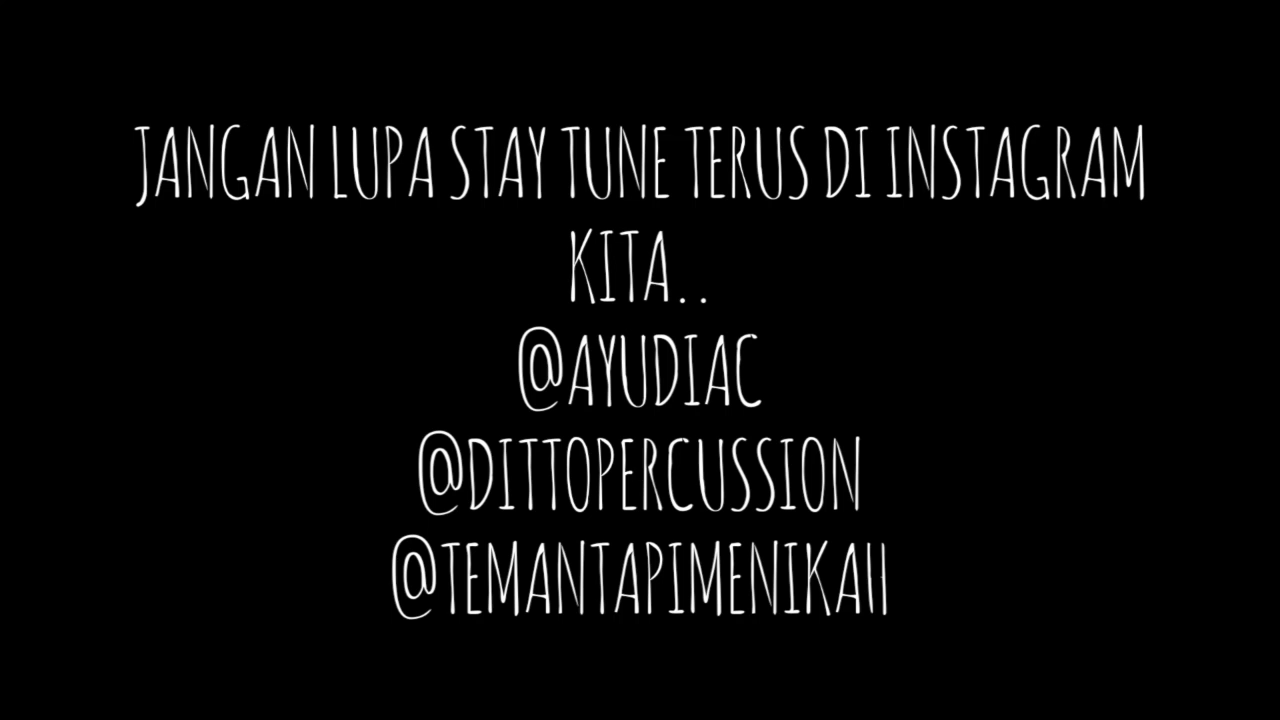 JANGAN LUPA STAY TUNE TERUS DI INSTAGRAM
KITA..
@AYUDIAC
@DITTOPERCUSSION
@TEMANTAPIMENIKAH